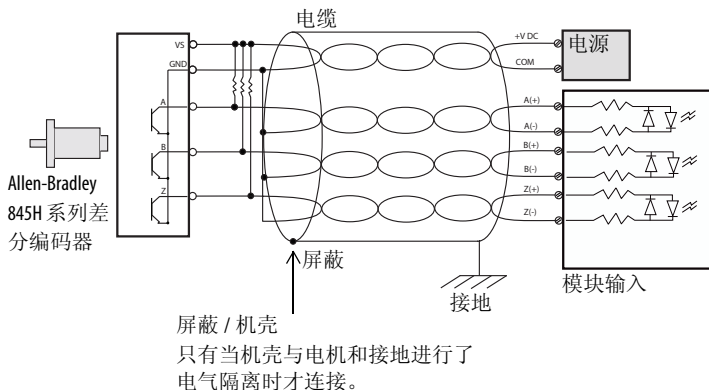 电缆
VS
GND
A
B
Z
+V DC
COM
电源
A(+)
A(-)
B(+)
B(-)
Z(+)
Z(-)
Allen-Bradley
845H 系列差
分编码器
屏蔽
接地
模块输入
屏蔽 / 机壳
只有当机壳与电机和接地进行了
电气隔离时才连接。